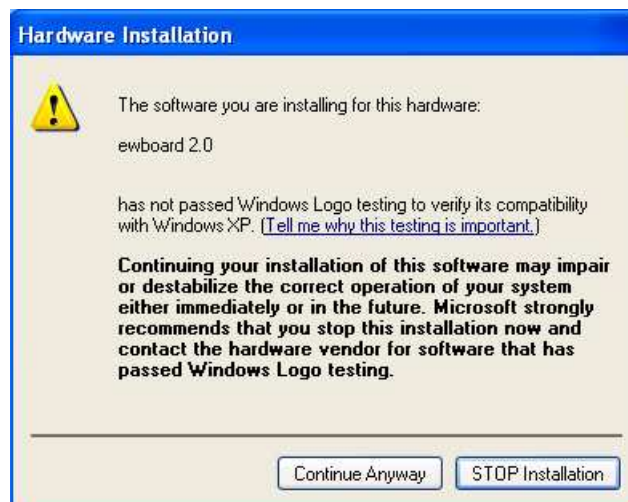 Hardware Installation
The software you are installing for this hardware:
ewboard 2.0
has not passed Windows Logo testing to verify its compatibility
with Windows XP. (Tell me why this testing is important.)
Continuing your installation of this software may impair
or destabilize the correct operation of your system
either immediately or in the future. Microsoft strongly
recommends that you stop this installation now and
contact the hardware vendor for software that has
passed Windows Logo testing.
Continue Anyway
STOP Installation